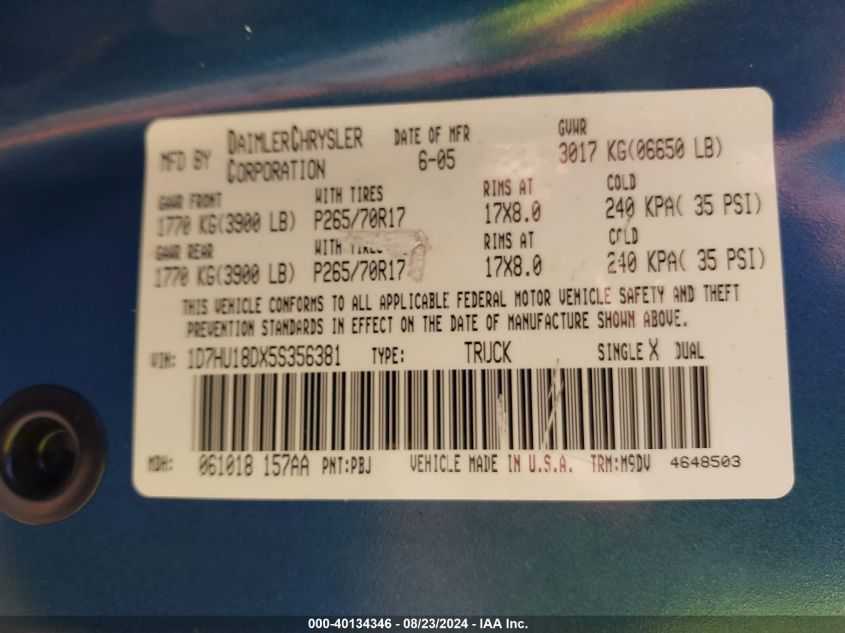 MFD BY DAIMLERCHRYSLER CORPORATION DATE OF MFR 6-05 GVWR 3017 KG(06650 LB)
GAWR FRONT WITH TIRES RIMS AT COLD
1770 KG(3900 LB) P265/70R17 17X8.0 240 KPA( 35 PSI)
GAWR REAR WITH TIRES RIMS AT COLD
1770 KG(3900 LB) P265/70R17 17X8.0 240 KPA( 35 PSI)
THIS VEHICLE CONFORMS TO ALL APPLICABLE FEDERAL MOTOR VEHICLE SAFETY AND THEFT
PREVENTION STANDARDS IN EFFECT ON THE DATE OF MANUFACTURE SHOWN ABOVE.
VIN: 1D7HU18DX5S356381 TYPE: TRUCK SINGLE X DUAL
MDH: 061018 157AA PNT:PBJ VEHICLE MADE IN U.S.A. TRM:M9DV 4648503
000-40134346 - 08/23/2024 - IAA Inc.